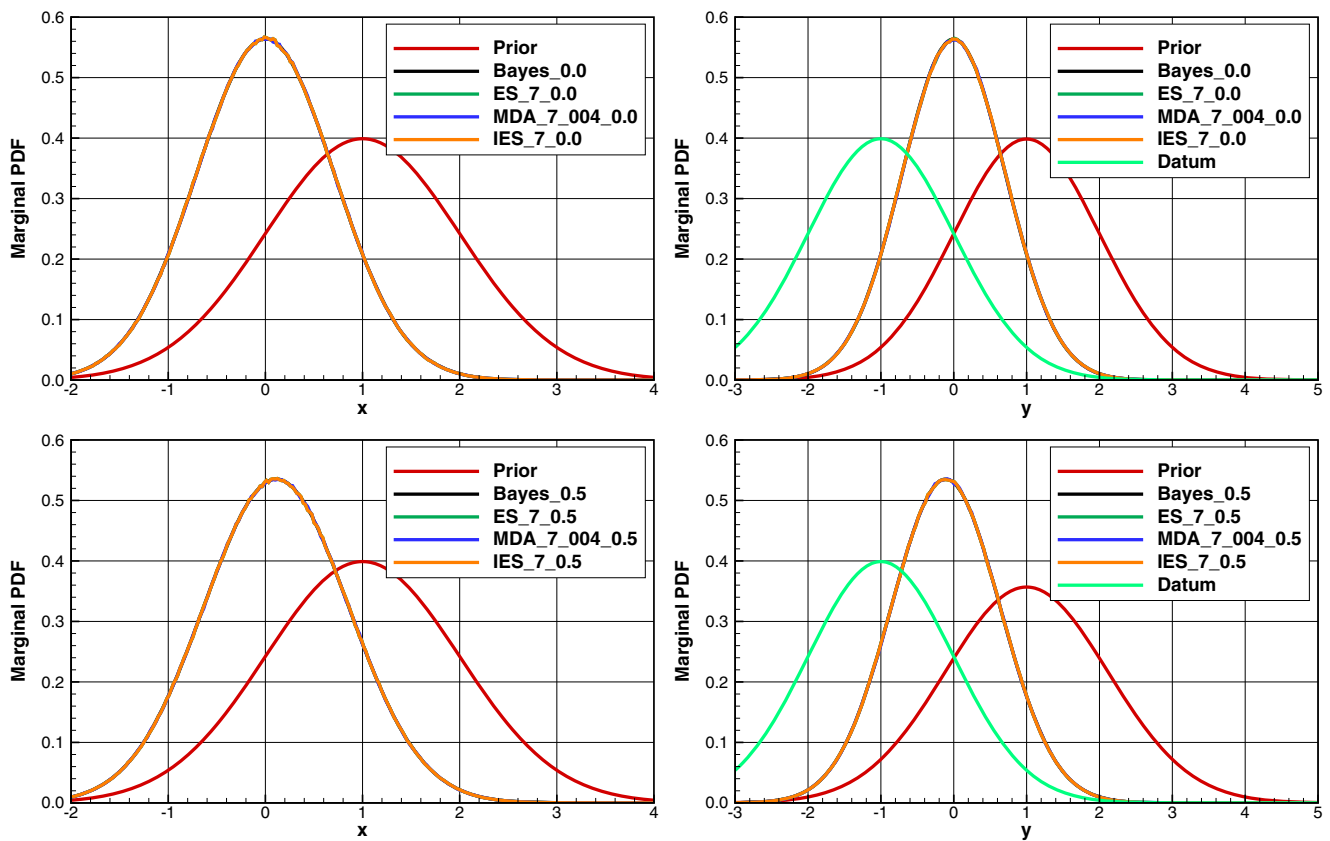 0.6
0.5
0.4
0.3
0.2
0.1
0.0
Marginal PDF
Prior
Bayes_0.0
ES_7_0.0
MDA_7_004_0.0
IES_7_0.0
-2 -1 0 1 2 3 4
x
0.6
0.5
0.4
0.3
0.2
0.1
0.0
Marginal PDF
Prior
Bayes_0.0
ES_7_0.0
MDA_7_004_0.0
IES_7_0.0
Datum
-3 -2 -1 0 1 2 3 4 5
y
0.6
0.5
0.4
0.3
0.2
0.1
0.0
Marginal PDF
Prior
Bayes_0.5
ES_7_0.5
MDA_7_004_0.5
IES_7_0.5
-2 -1 0 1 2 3 4
x
0.6
0.5
0.4
0.3
0.2
0.1
0.0
Marginal PDF
Prior
Bayes_0.5
ES_7_0.5
MDA_7_004_0.5
IES_7_0.5
Datum
-3 -2 -1 0 1 2 3 4 5
y